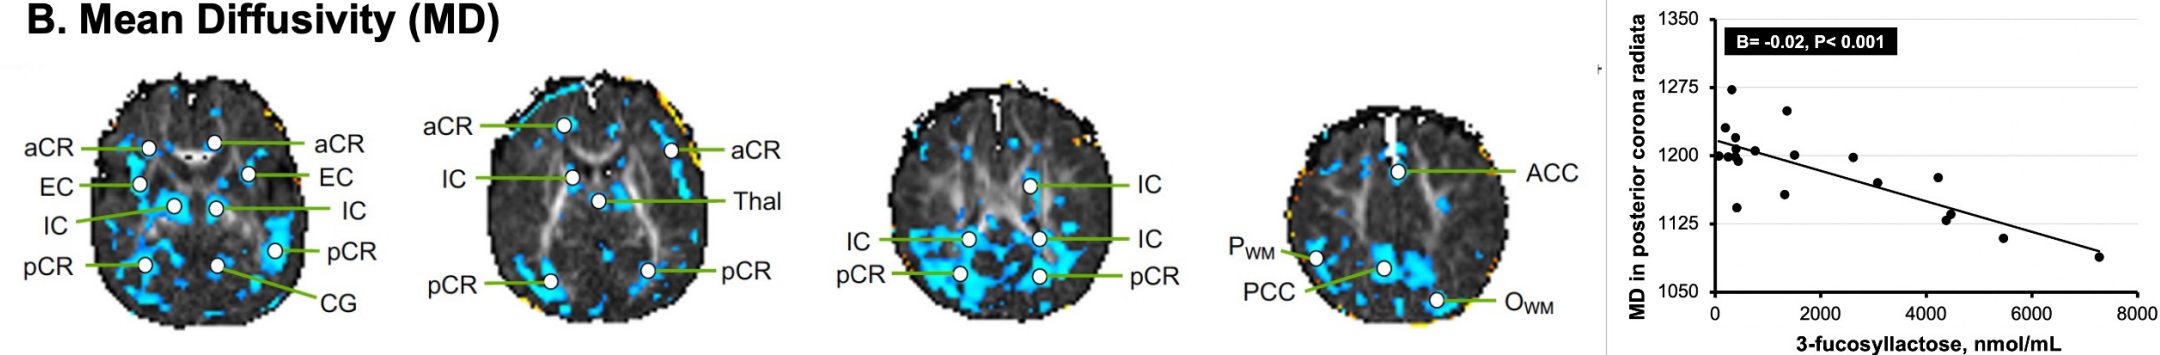 B. Mean Diffusivity (MD)
aCR
aCR
EC
EC
IC
IC
pCR
pCR
CG
aCR
aCR
IC
Thal
pCR
pCR
IC
IC
IC
pCR
pCR
ACC
PWM
PCC
OWM
MD in posterior corona radiata
1350
1275
1200
1125
1050
B= -0.02, P< 0.001
0 2000 4000 6000 8000
3-fucosyllactose, nmol/mL